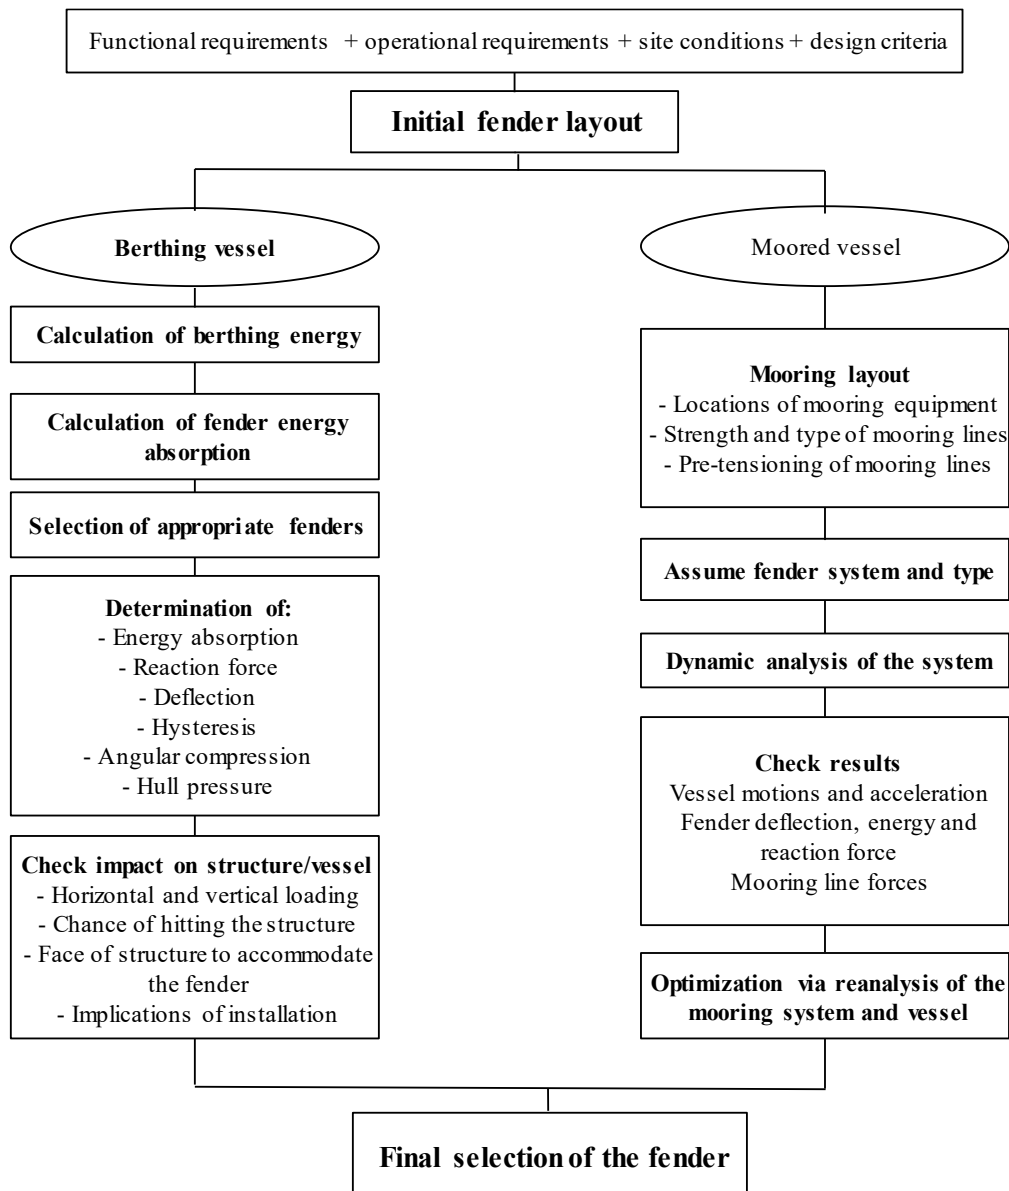 Functional requirements + operational requirements + site conditions + design criteria
Initial fender layout
Berthing vessel
Calculation of berthing energy
Calculation of fender energy
absorption
Selection of appropriate fenders
Determination of:
- Energy absorption
- Reaction force
- Deflection
- Hysteresis
- Angular compression
- Hull pressure
Check impact on structure/vessel
- Horizontal and vertical loading
- Chance of hitting the structure
- Face of structure to accommodate
the fender
- Implications of installation
Moored vessel
Mooring layout
- Locations of mooring equipment
- Strength and type of mooring lines
- Pre-tensioning of mooring lines
Assume fender system and type
Dynamic analysis of the system
Check results
Vessel motions and acceleration
Fender deflection, energy and
reaction force
Mooring line forces
Optimization via reanalysis of the
mooring system and vessel
Final selection of the fender